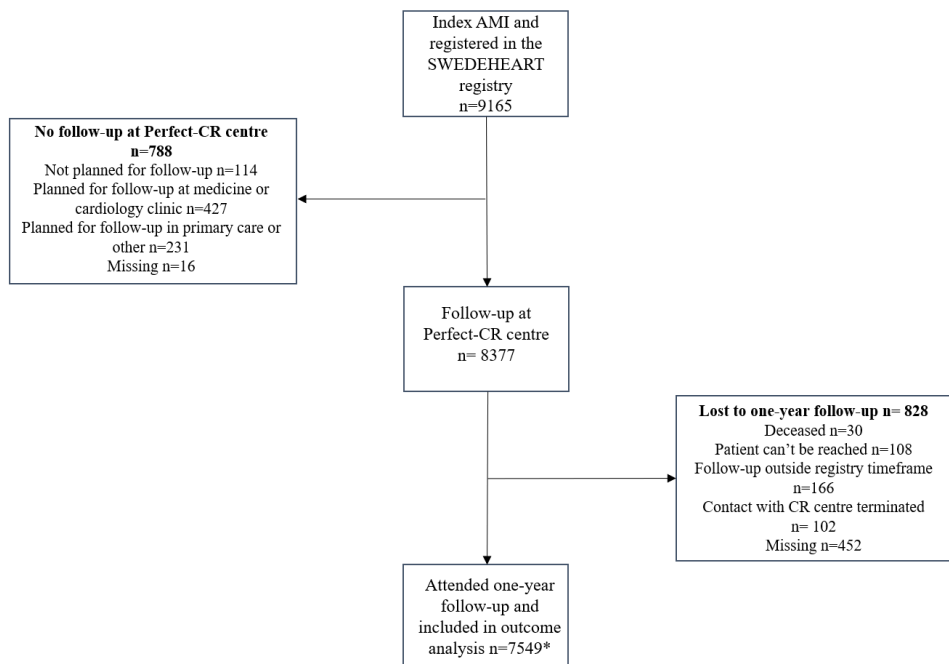 Index AMI and
registered in the
SWEDEHEART
registry
n=9165
No follow-up at Perfect-CR centre
n=788
Not planned for follow-up n=114
Planned for follow-up at medicine or
cardiology clinic n=427
Planned for follow-up in primary care or
other n=231
Missing n=16
Follow-up at
Perfect-CR centre
n= 8377
Lost to one-year follow-up n= 828
Deceased n=30
Patient can’t be reached n=108
Follow-up outside registry timeframe
n=166
Contact with CR centre terminated
n= 102
Missing n=452
Attended one-year
follow-up and
included in outcome
analysis n=7549*